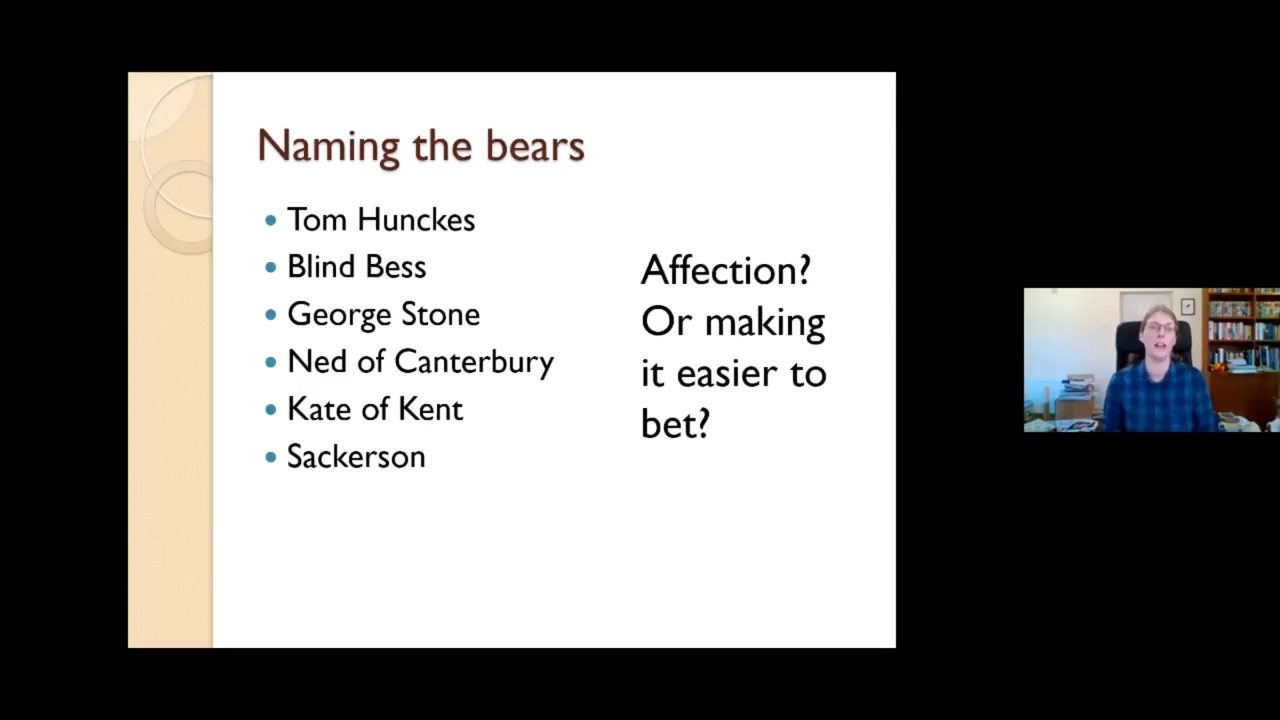 Naming the bears
Tom Hunckes
Blind Bess
George Stone
Ned of Canterbury
Kate of Kent
Sackerson
Affection?
Or making
it easier to
bet?